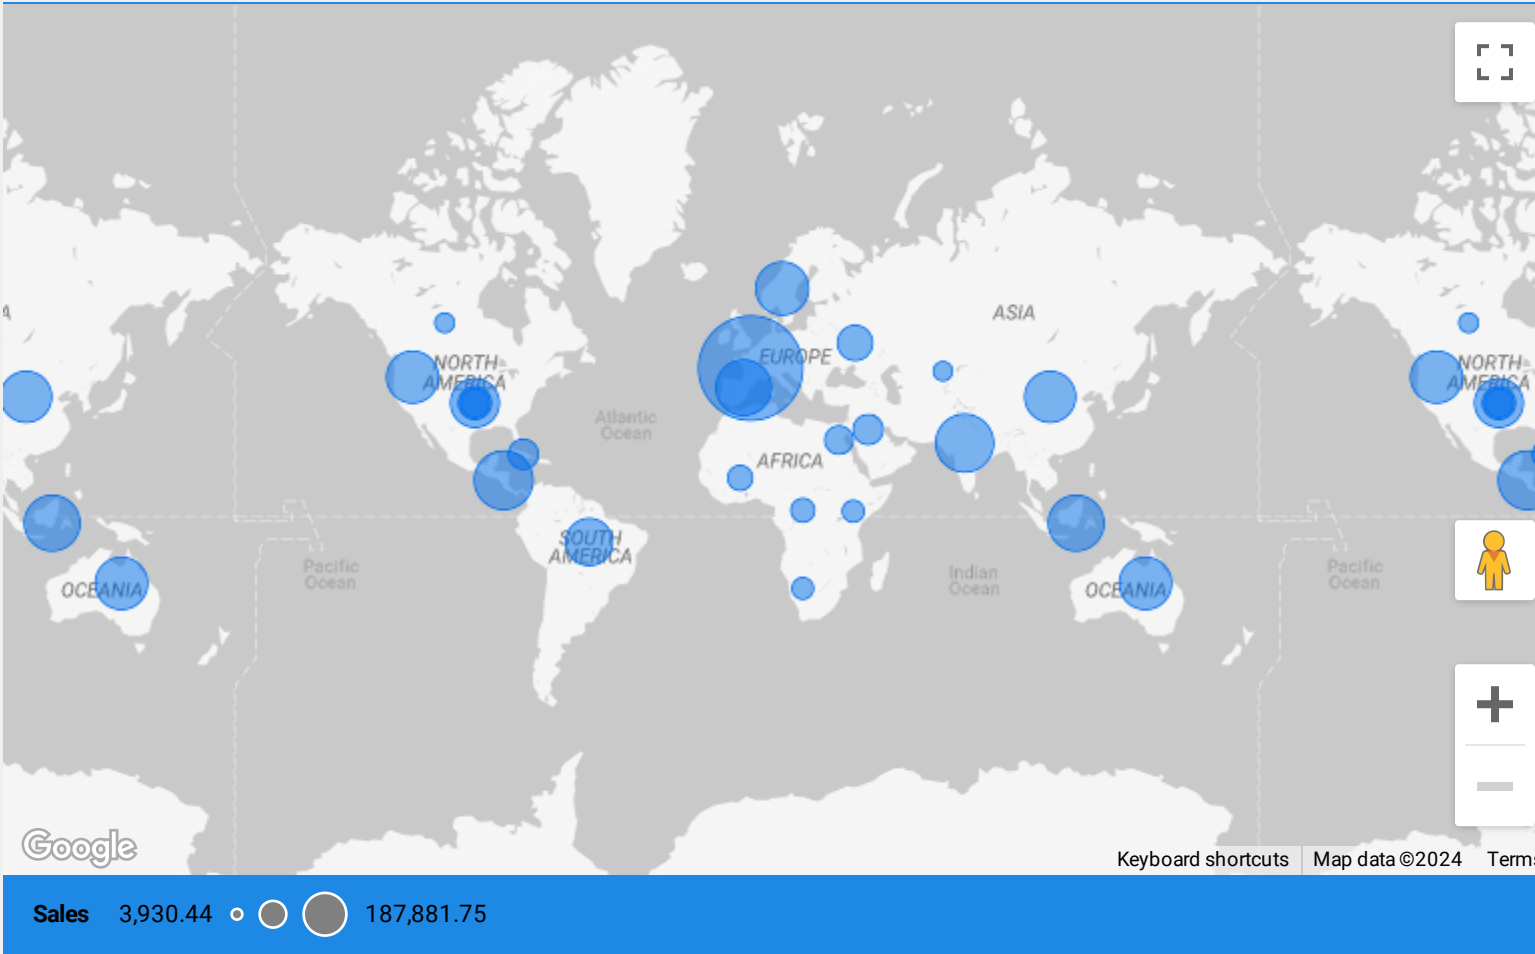 ASIA
A
NORTH
AMERICA
EUROPE
NORTH
AMERICA
Atlantic
Ocean
AFRICA
SOUTH
AMERICA
OCEANIA
Pacific
Ocean
Indian
Ocean
OCEANIA
Pacific
Ocean
Google
Keyboard shortcuts
Map data ©2024
Terms
Sales 3,930.44 187,881.75